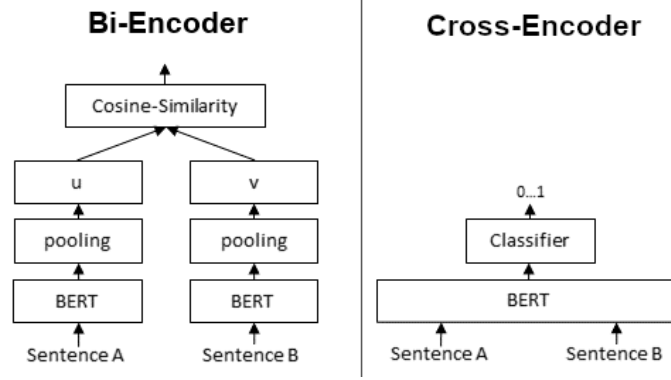 Bi-Encoder
Cosine-Similarity
u
v
pooling
pooling
BERT
BERT
Sentence A
Sentence B
Cross-Encoder
0...1
Classifier
BERT
Sentence A
Sentence B